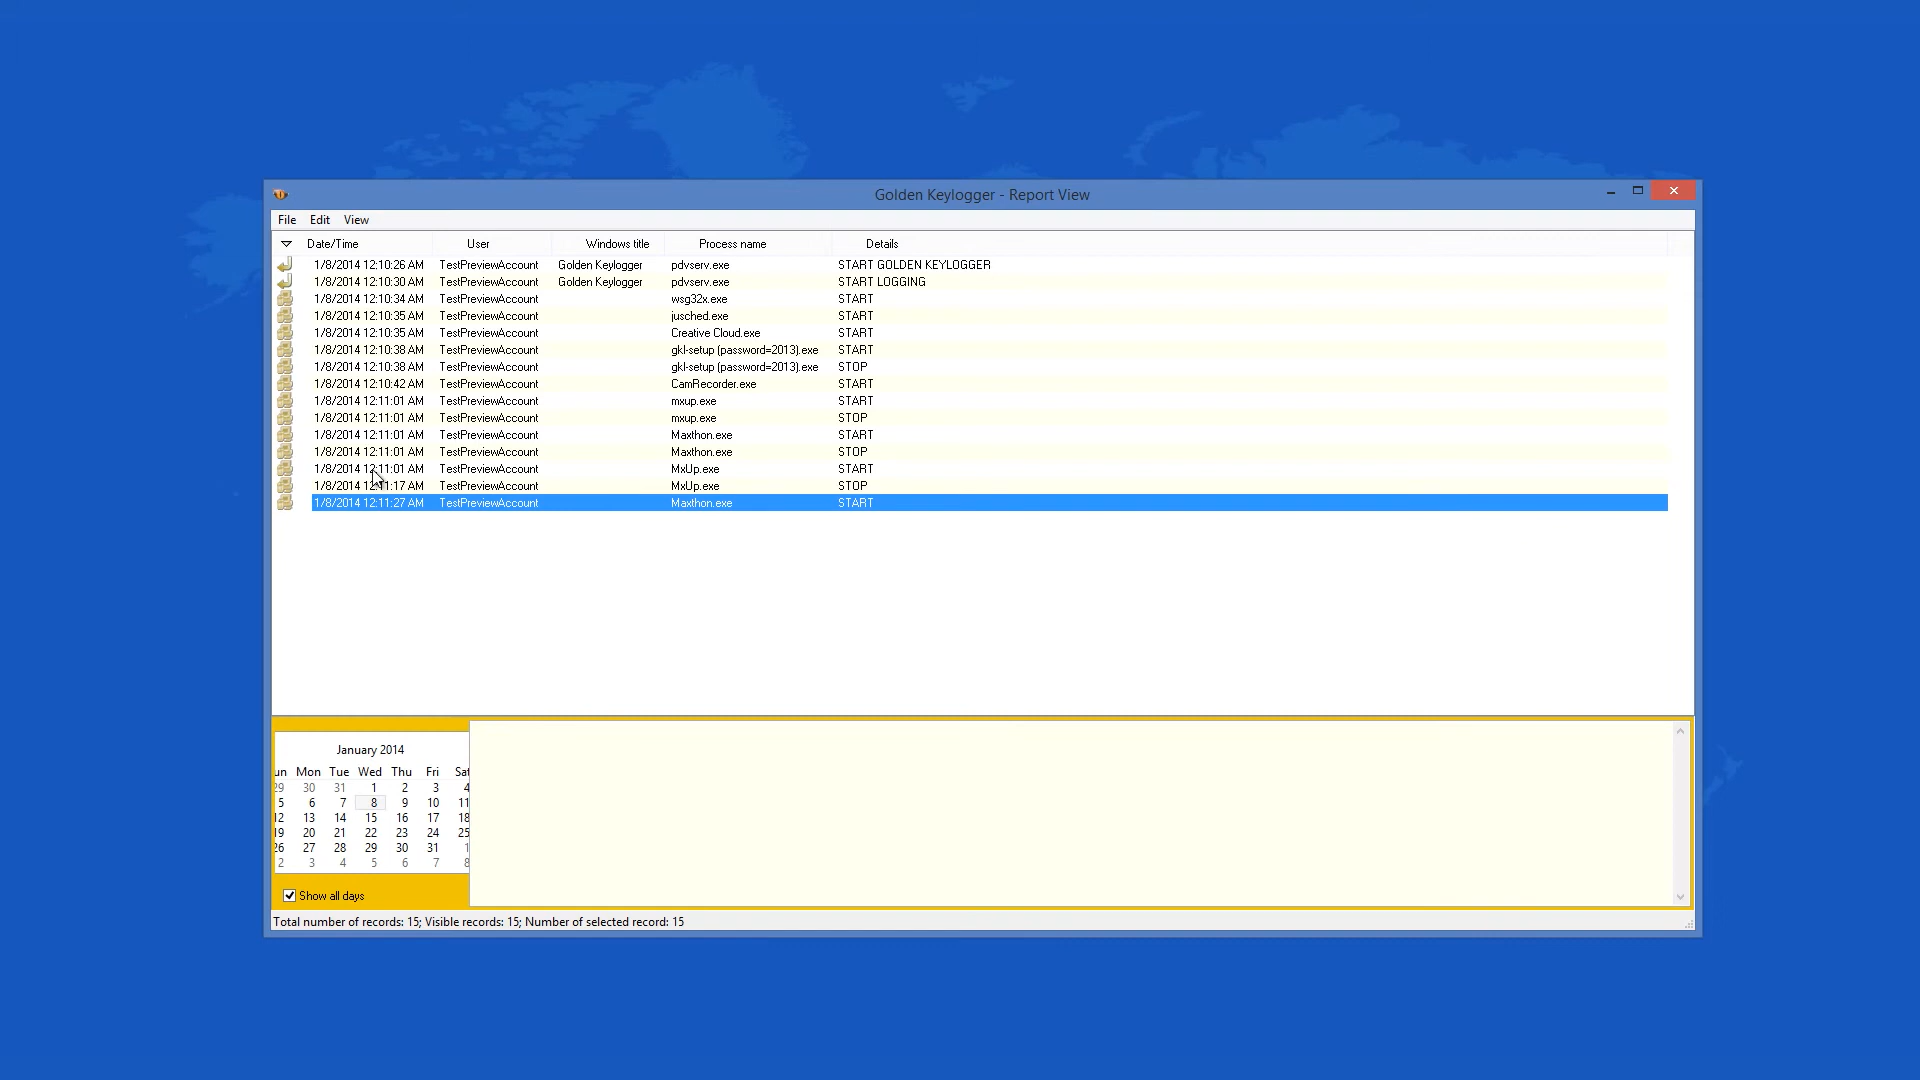 Golden Keylogger - Report View
File Edit View
Date/Time User Windows title Process name Details
1/8/2014 12:10:26 AM TestPreviewAccount Golden Keylogger pdvserv.exe START GOLDEN KEYLOGGER
1/8/2014 12:10:30 AM TestPreviewAccount Golden Keylogger pdvserv.exe START LOGGING
1/8/2014 12:10:34 AM TestPreviewAccount wsg32x.exe START
1/8/2014 12:10:35 AM TestPreviewAccount jusched.exe START
1/8/2014 12:10:35 AM TestPreviewAccount Creative Cloud.exe START
1/8/2014 12:10:38 AM TestPreviewAccount gkl-setup (password=2013).exe START
1/8/2014 12:10:38 AM TestPreviewAccount gkl-setup (password=2013).exe STOP
1/8/2014 12:10:42 AM TestPreviewAccount CamRecorder.exe START
1/8/2014 12:11:01 AM TestPreviewAccount mxup.exe START
1/8/2014 12:11:01 AM TestPreviewAccount mxup.exe STOP
1/8/2014 12:11:01 AM TestPreviewAccount Maxthon.exe START
1/8/2014 12:11:01 AM TestPreviewAccount Maxthon.exe STOP
1/8/2014 12:11:01 AM TestPreviewAccount MxUp.exe START
1/8/2014 12:11:17 AM TestPreviewAccount MxUp.exe STOP
1/8/2014 12:11:27 AM TestPreviewAccount Maxthon.exe START
January 2014
un Mon Tue Wed Thu Fri Sat
29 30 31 1 2 3 4
5 6 7 8 9 10 11
12 13 14 15 16 17 18
19 20 21 22 23 24 25
26 27 28 29 30 31 1
2 3 4 5 6 7 8
Show all days
Total number of records: 15; Visible records: 15; Number of selected record: 15